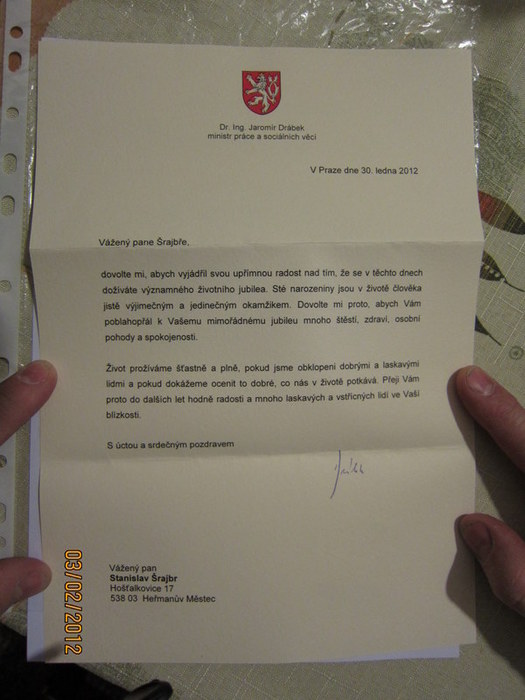 Dr. Ing. Jaromír Drábek
ministr práce a sociálních věcí
V Praze dne 30. ledna 2012
Vážený pane Šrajbře,
dovolte mi, abych vyjádřil svou upřímnou radost nad tím, že se v těchto dnech
dožíváte významného životního jubilea. Sté narozeniny jsou v životě člověka
jistě výjimečným a jedinečným okamžikem. Dovolte mi proto, abych Vám
poblahopřál k Vašemu mimořádnému jubileu mnoho štěstí, zdraví, osobní
pohody a spokojenosti.
Život prožíváme šťastně a plně, pokud jsme obklopeni dobrými a laskavými
lidmi a pokud dokážeme ocenit to dobré, co nás v životě potkává. Přeji Vám
proto do dalších let hodně radosti a mnoho laskavých a vstřícných lidí ve Vaší
blízkosti.
S úctou a srdečným pozdravem
Vážený pan
Stanislav Šrajbr
Hošťalkovice 17
538 03 Heřmanův Městec
03/02/2012